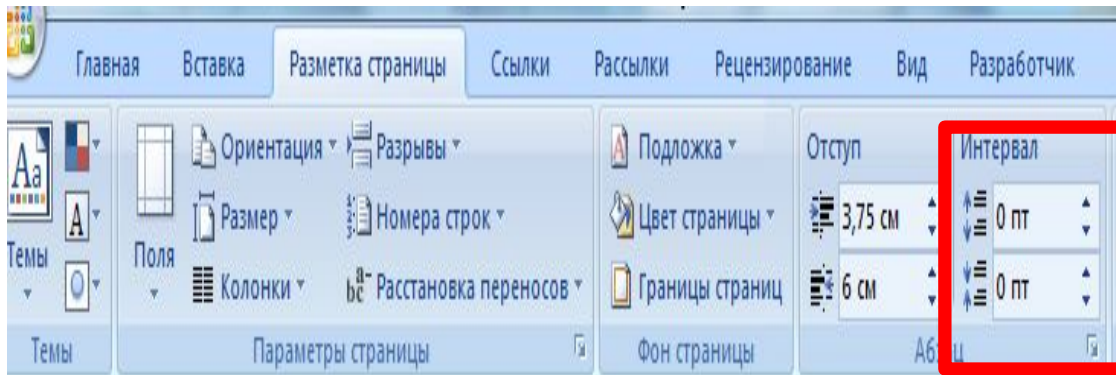 Главная Вставка Разметка страницы Ссылки Рассылки Рецензирование Вид Разработчик
Aa Ориентация Разрывы Подложка Отступ Интервал
A Размер Номера строк Цвет страницы 3,75 см 0 пт
Темы Поля Колонки Расстановка переносов Границы страниц 6 см 0 пт
Темы Параметры страницы Фон страницы